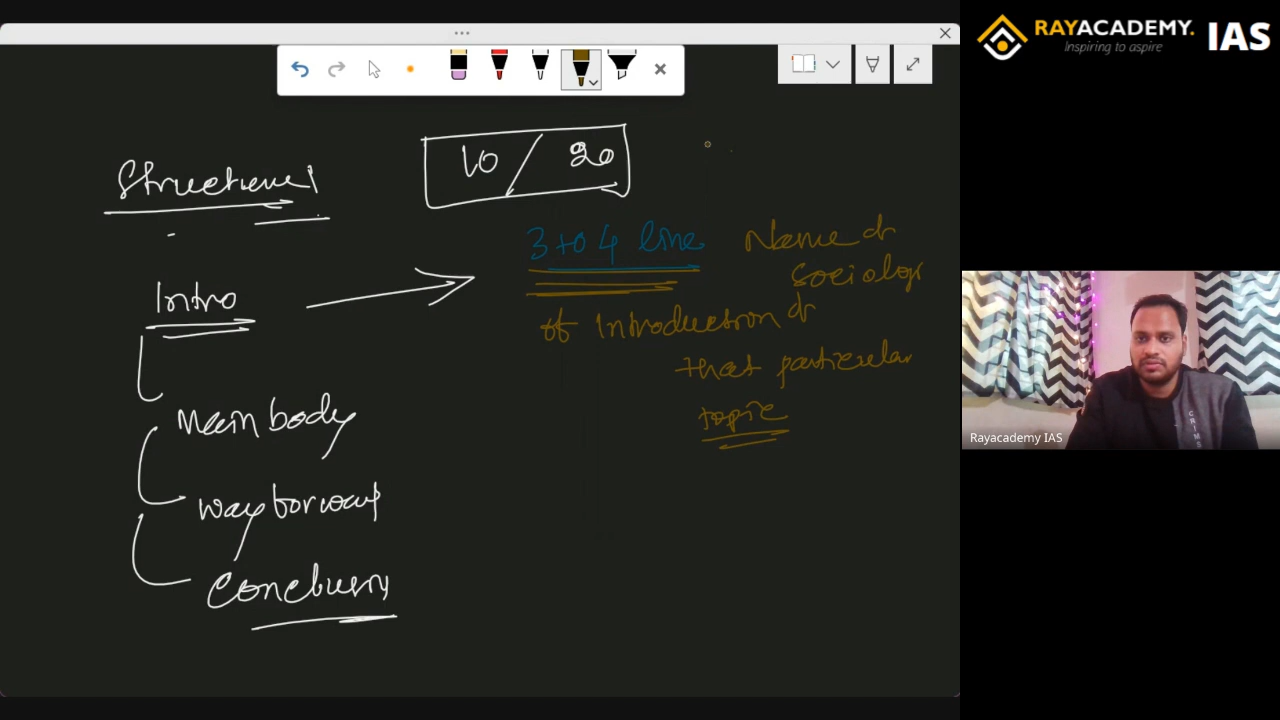 RAYACADEMY. IAS
Inspiring to aspire
10 / 20
Structure
3 to 4 line Name of
Sociology
Intro
of Introduction of
that particular
topic
Main body
way forward
Conclusion
CRIMS
Rayacademy IAS